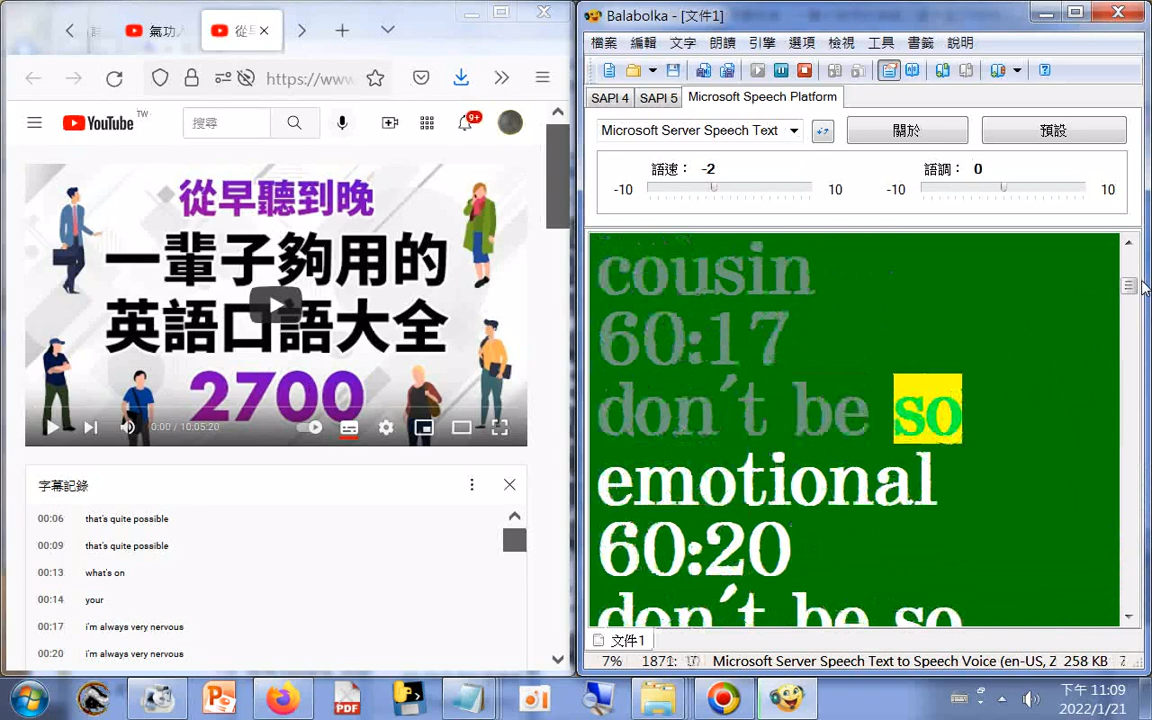 氣功
從
https://www
YouTube TW
搜尋
9+
從早聽到晚
一輩子夠用的
英語口語大全
2700
0:00 / 10:05:20
字幕記錄
00:06 that's quite possible
00:09 that's quite possible
00:13 what's on
00:14 your
00:17 i'm always very nervous
00:20 i'm always very nervous
Balabolka - [文件1]
檔案 編輯 文字 朗讀 引擎 選項 檢視 工具 書籤 說明
SAPI 4 SAPI 5 Microsoft Speech Platform
Microsoft Server Speech Text 關於 預設
語速： -2 語調： 0
-10 10 -10 10
cousin
60:17
don´t be so
emotional
60:20
don´t be so
文件1
7% 1871: Microsoft Server Speech Text to Speech Voice (en-US, Z 258 KB
PDF
下午 11:09
2022/1/21